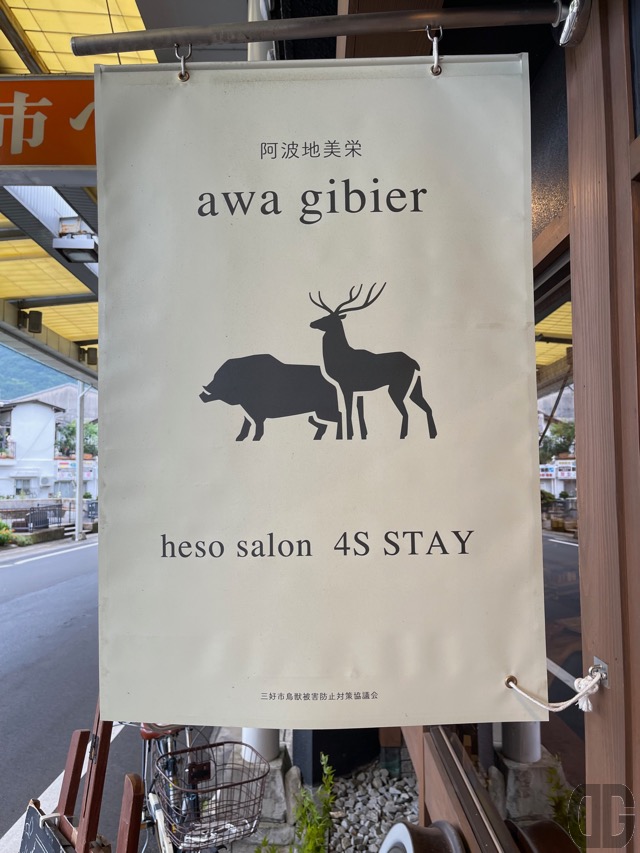 市
阿波地美栄
awa gibier
heso salon 4S STAY
三好市鳥獣被害防止対策協議会